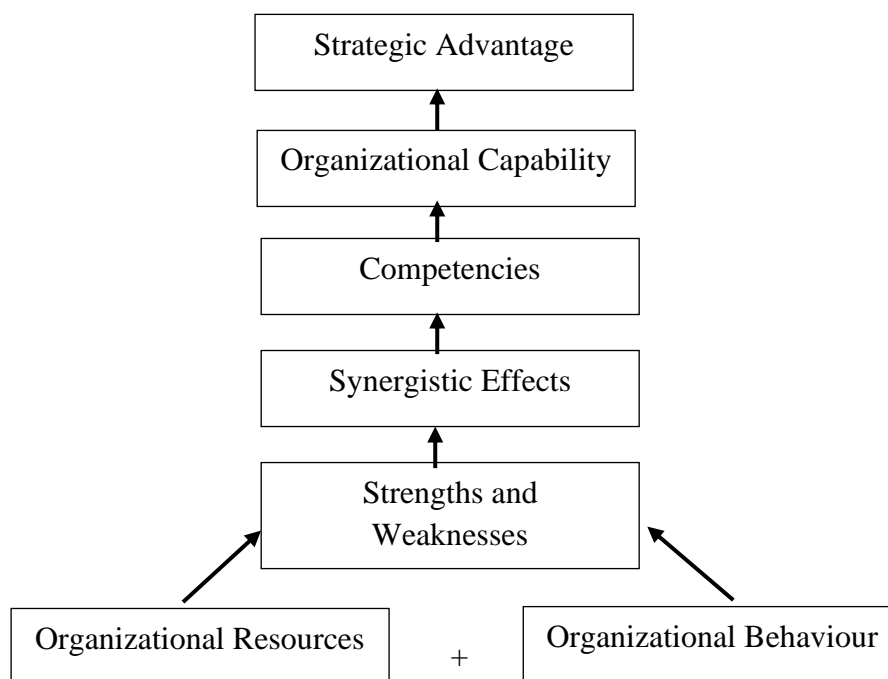 Strategic Advantage
Organizational Capability
Competencies
Synergistic Effects
Strengths and
Weaknesses
Organizational Resources
+
Organizational Behaviour